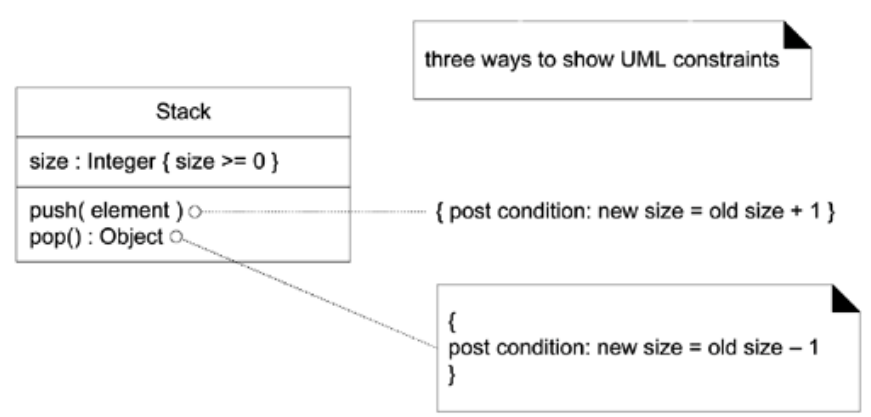 three ways to show UML constraints
Stack
size : Integer { size >= 0 }
push( element )
{ post condition: new size = old size + 1 }
pop() : Object
{
post condition: new size = old size – 1
}